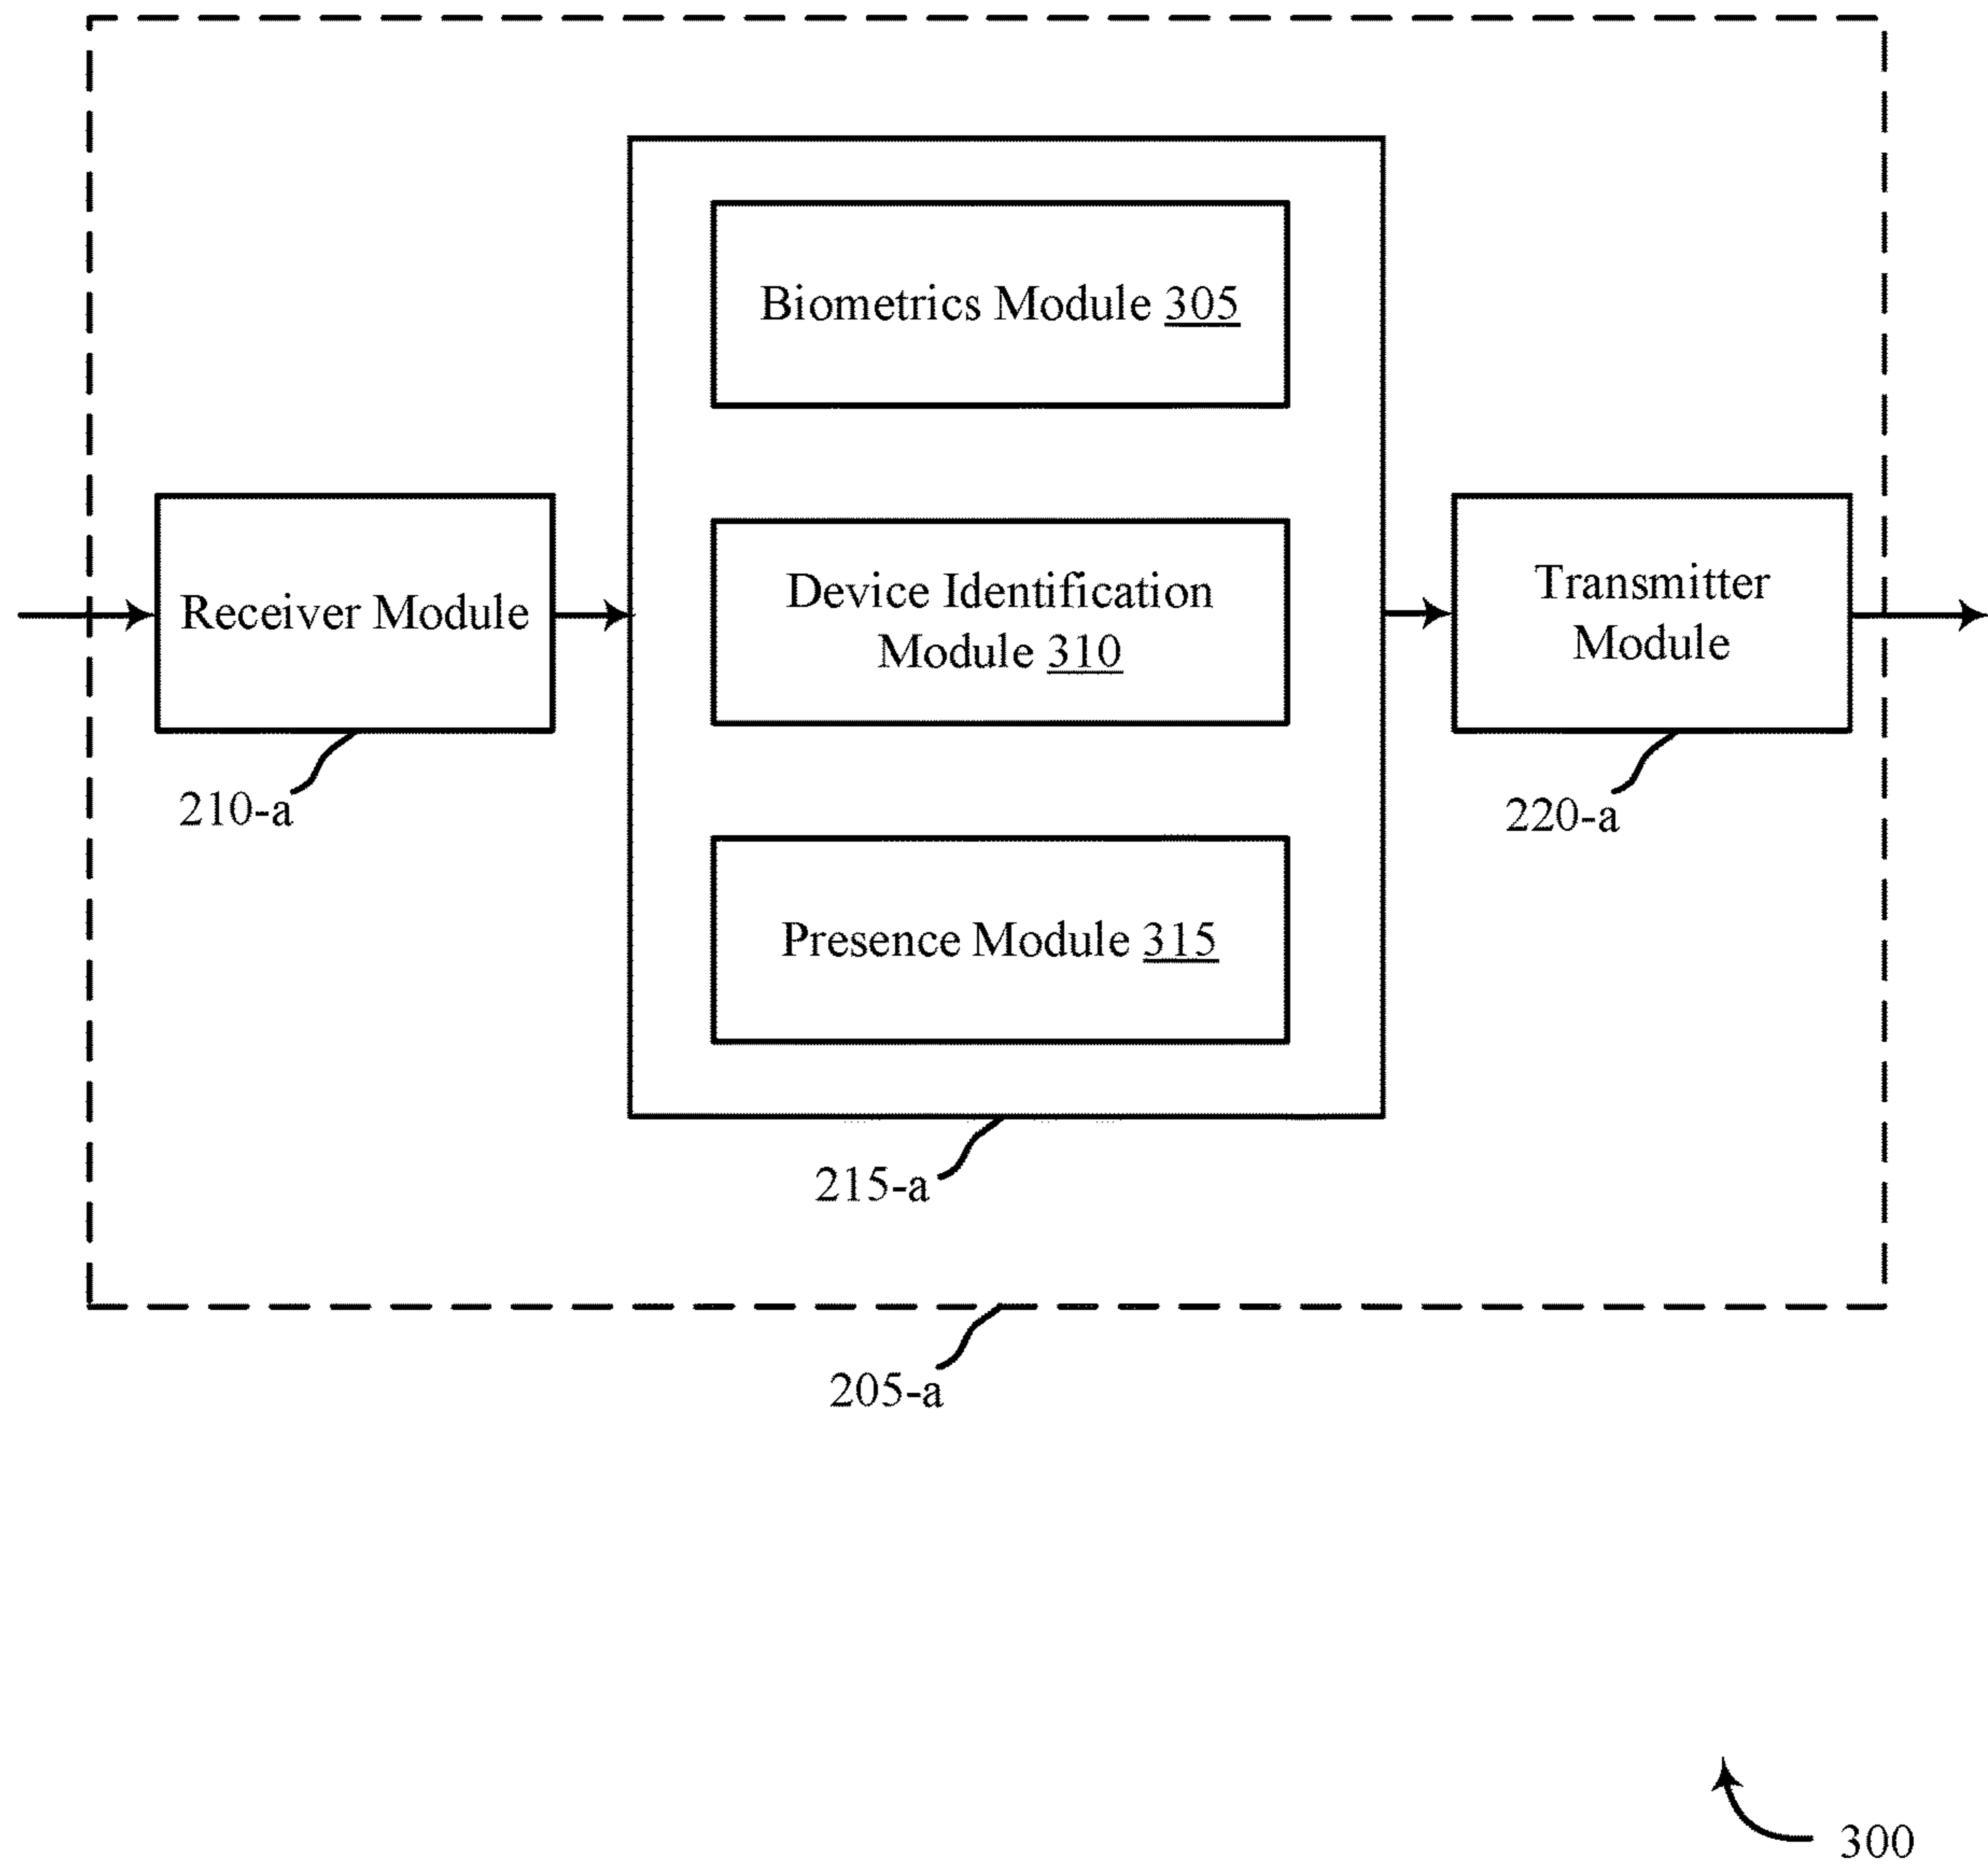 Biometrics Module 305
Receiver Module
Device Identification
Module 310
Transmitter
Module
210-a
220-a
Presence Module 315
215-a
205-a
300